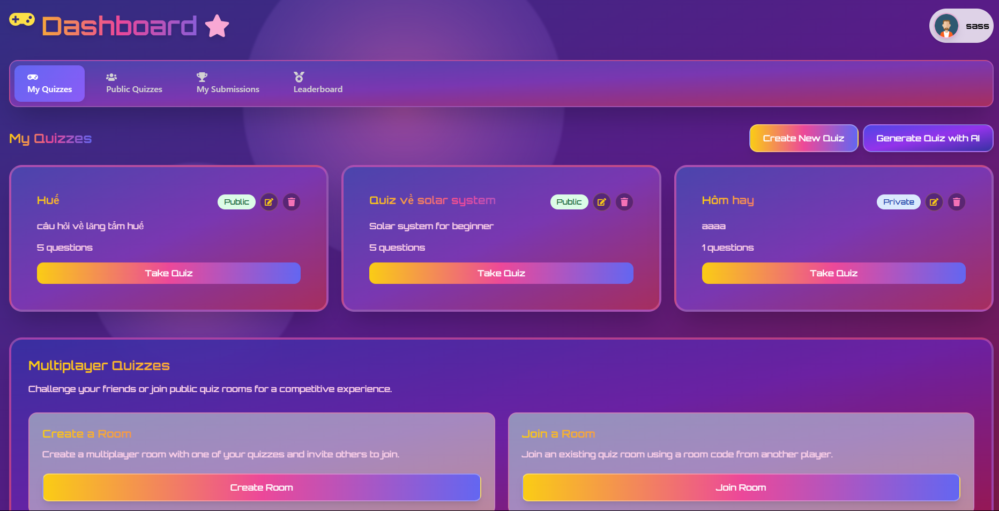 Dashboard
sass
My Quizzes
Public Quizzes
My Submissions
Leaderboard
My Quizzes
Create New Quiz
Generate Quiz with AI
Huế
Public
câu hỏi về lăng tẩm huế
5 questions
Take Quiz
Quiz về solar system
Public
Solar system for beginner
5 questions
Take Quiz
Hôm hay
Private
aaaa
1 questions
Take Quiz
Multiplayer Quizzes
Challenge your friends or join public quiz rooms for a competitive experience.
Create a Room
Create a multiplayer room with one of your quizzes and invite others to join.
Create Room
Join a Room
Join an existing quiz room using a room code from another player.
Join Room